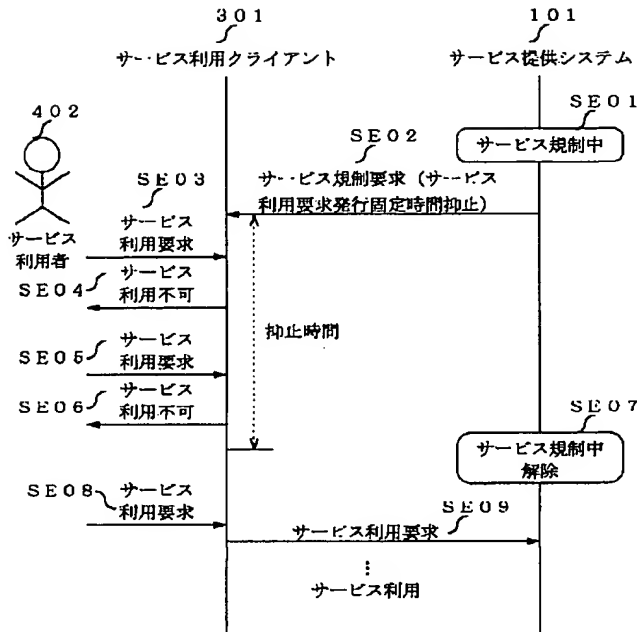 ３０１
１０１
サービス利用クライアント
サービス提供システム
ＳＥ０１
４０２
サービス規制中
ＳＥ０２
サービス規制要求（サービス
利用要求発行固定時間抑止）
ＳＥ０３
サービス
利用要求
サービス
利用者
ＳＥ０４
サービス
利用不可
抑止時間
ＳＥ０５
サービス
利用要求
ＳＥ０６
サービス
利用不可
ＳＥ０７
サービス規制中
解除
ＳＥ０８
サービス
利用要求
ＳＥ０９
サービス利用要求
サービス利用